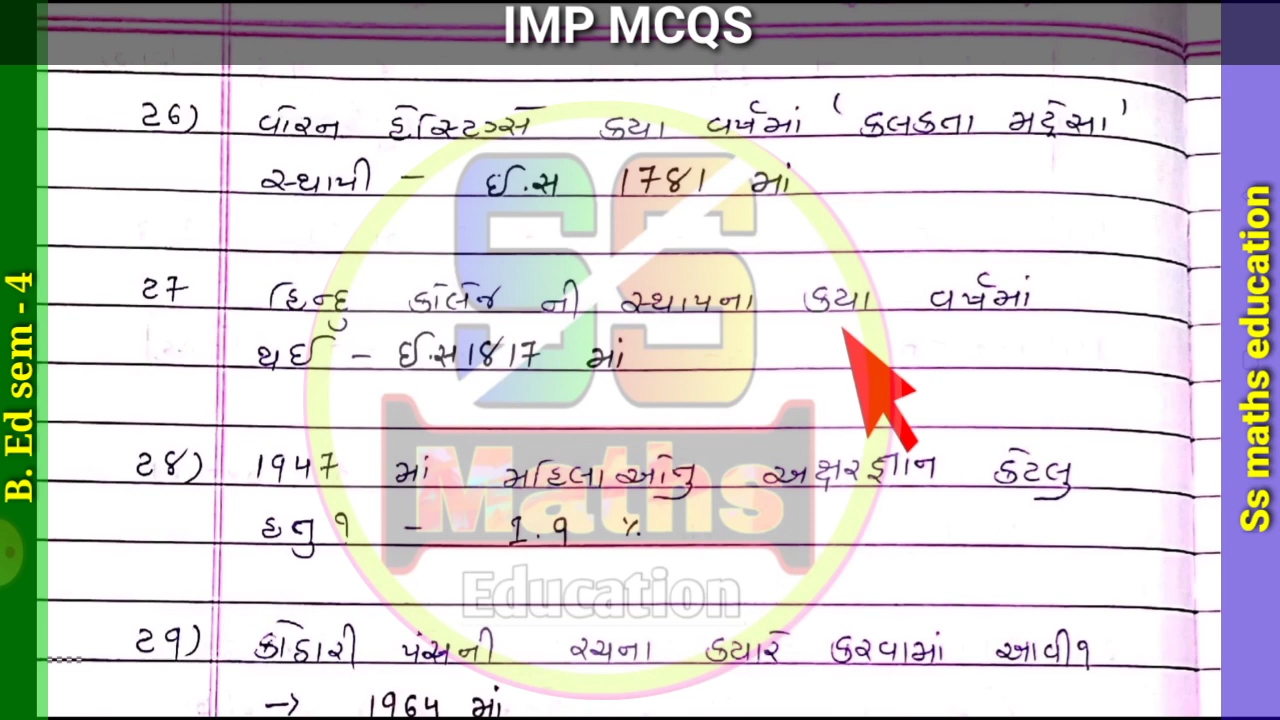 IMP MCQS
26) વોરન હેસ્ટિંગ્સે કયા વર્ષમાં ‘કલકતા મદ્રેસા’
સ્થાપી - ઈ.સ 1781 માં
27 હિન્દુ કોલેજ ની સ્થાપના કયા વર્ષમાં
થઈ - ઈ.સ 1817 માં
28) 1947 માં મહિલાઓનુ અક્ષરજ્ઞાન કેટલુ
હતુ ? - 1.9 %
29) કોઠારી પંચની રચના કયારે કરવામાં આવી ?
→ 1964 માં
SS
Maths
Education
B. Ed sem - 4
Ss maths education